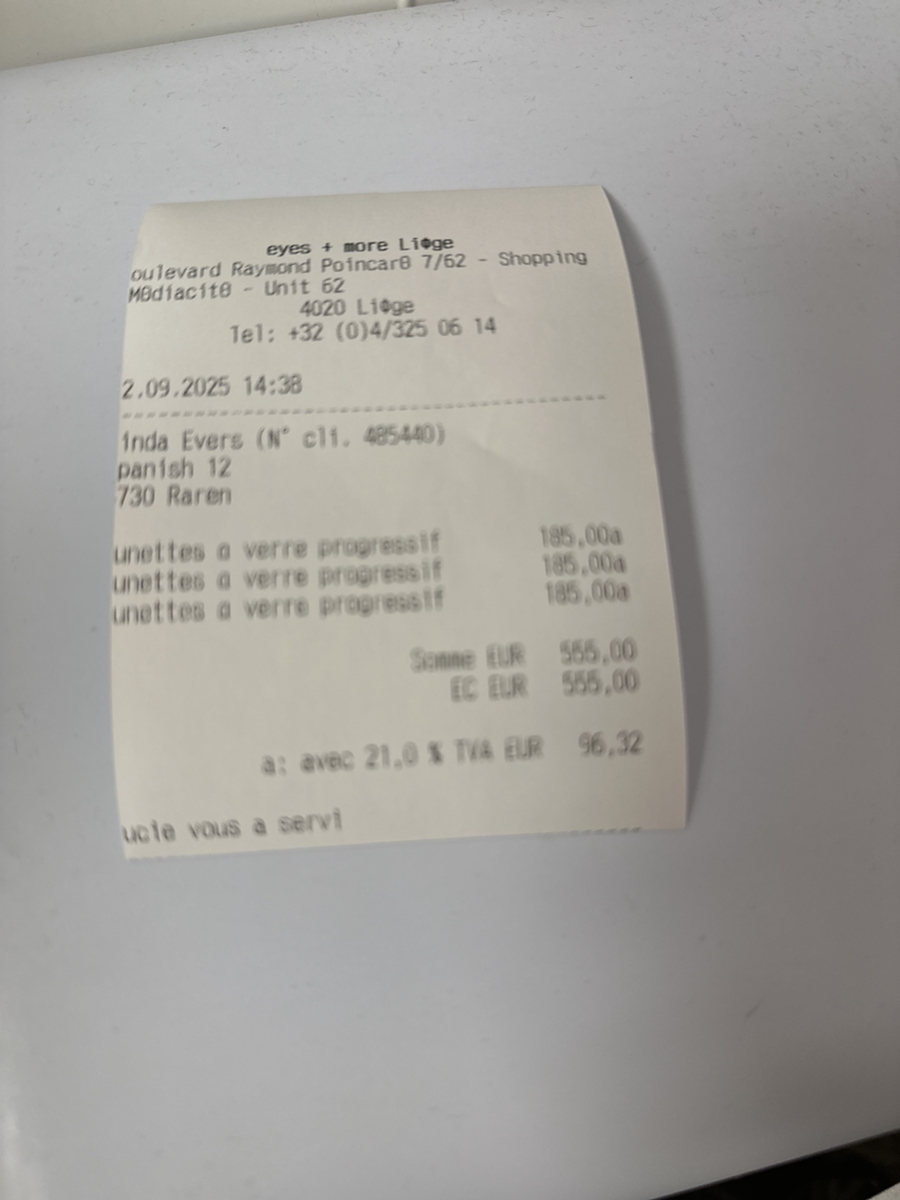 eyes + more Li�ge
oulevard Raymond Poincar0 7/62 - Shopping
M0diacit0 - Unit 62
4020 Li�ge
Tel: +32 (0)4/325 06 14
2.09.2025 14:38
inda Evers (N° cli. 485440)
panish 12
730 Raren
unettes a verre progressif 185,00a
unettes a verre progressif 185,00a
unettes a verre progressif 185,00a
Somme EUR 555,00
EC EUR 555,00
a: avec 21,0 % TVA EUR 96,32
ucie vous a servi